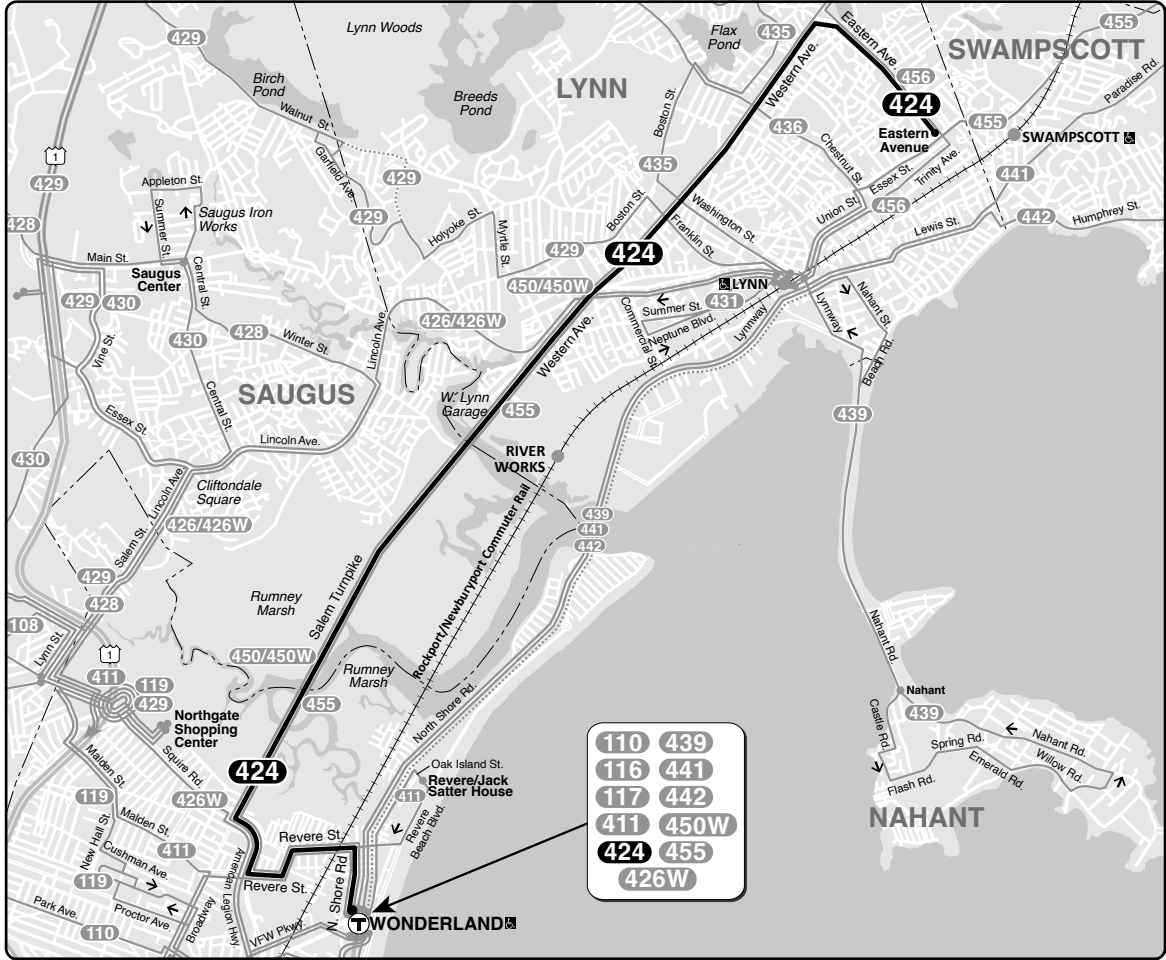 429
Lynn Woods
Flax
Pond
435
Eastern Ave.
455
SWAMPSCOTT
Birch
Pond
Breeds
Pond
LYNN
Western Ave.
456
Paradise Rd.
424
Walnut St.
Boston St.
436
Eastern
Avenue
455
SWAMPSCOTT
1
429
Garfield Ave.
435
Chestnut St.
Essex St.
Trinity Ave.
441
Appleton St.
429
Summer St.
Saugus Iron
Works
429
Holyoke St.
Myrtle St.
Boston St.
Washington St.
Union St.
456
442
Humphrey St.
428
Franklin St.
Lewis St.
Main St.
Saugus
Center
Central St.
429
424
450/450W
LYNN
429
430
431
Summer St.
Neptune Blvd.
Commercial St.
Lynnway
Lynnway
Nahant St.
426/426W
428
Winter St.
Lincoln Ave.
430
Vine St.
Western Ave.
Beach Rd.
SAUGUS
Central St.
W. Lynn
Garage
455
439
Essex St.
Lincoln Ave.
430
RIVER
WORKS
Lincoln Ave.
Cliftondale
Square
426/426W
439
441
442
Salem St.
Rockport/Newburyport Commuter Rail
Salem Turnpike
429
428
Rumney
Marsh
108
Lynn St.
1
450/450W
Nahant Rd.
411
119
429
Rumney
Marsh
Nahant
455
439
Northgate
Shopping
Center
North Shore Rd.
Castle Rd.
Nahant Rd.
Spring Rd.
Willow Rd.
Emerald Rd.
Flash Rd.
Malden St.
Squire Rd.
424
Oak Island St.
Revere/Jack
Satter House
411
110 439
116 441
117 442
411 450W
424 455
426W
NAHANT
119
426W
Malden St.
New Hall St.
411
Revere St.
Revere
Beach Blvd.
Cushman Ave.
119
Revere St.
American Legion Hwy.
N. Shore Rd
Park Ave.
Proctor Ave.
110
Broadway
VFW Pkwy.
T
WONDERLAND